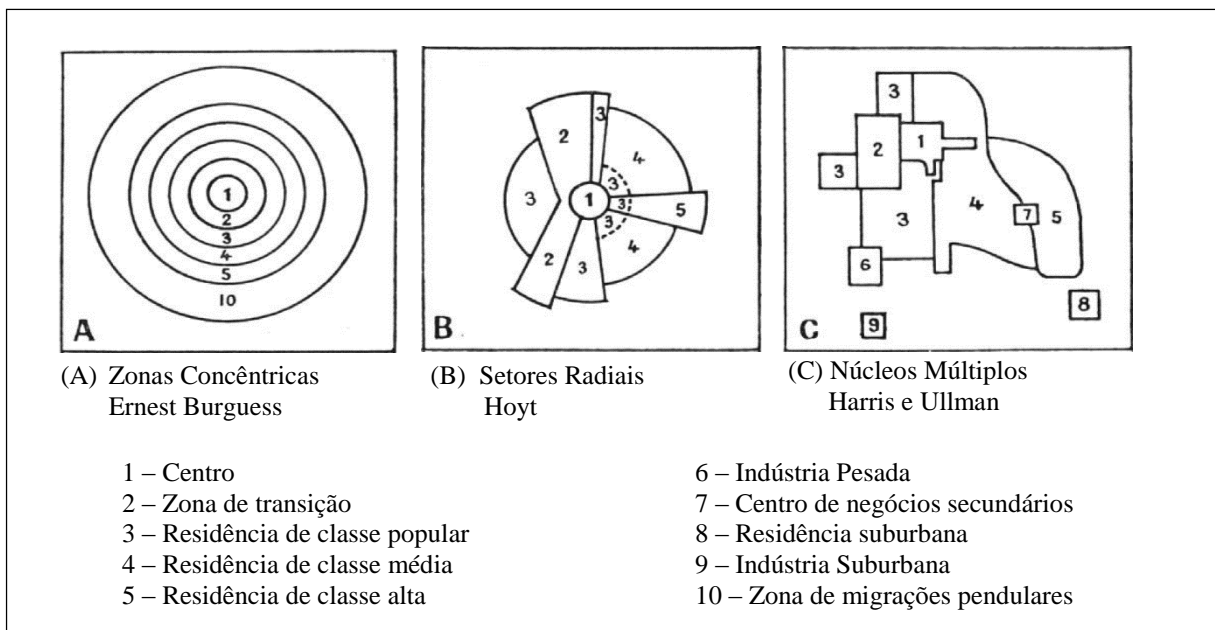 1
2
3
4
5
10
A
2
3
4
3
3
1
3
5
3
4
2
3
B
3
1
2
3
3
4
7
5
6
8
9
C
(A) Zonas Concêntricas
Ernest Burguess
(B) Setores Radiais
Hoyt
(C) Núcleos Múltiplos
Harris e Ullman
1 – Centro
2 – Zona de transição
3 – Residência de classe popular
4 – Residência de classe média
5 – Residência de classe alta
6 – Indústria Pesada
7 – Centro de negócios secundários
8 – Residência suburbana
9 – Indústria Suburbana
10 – Zona de migrações pendulares